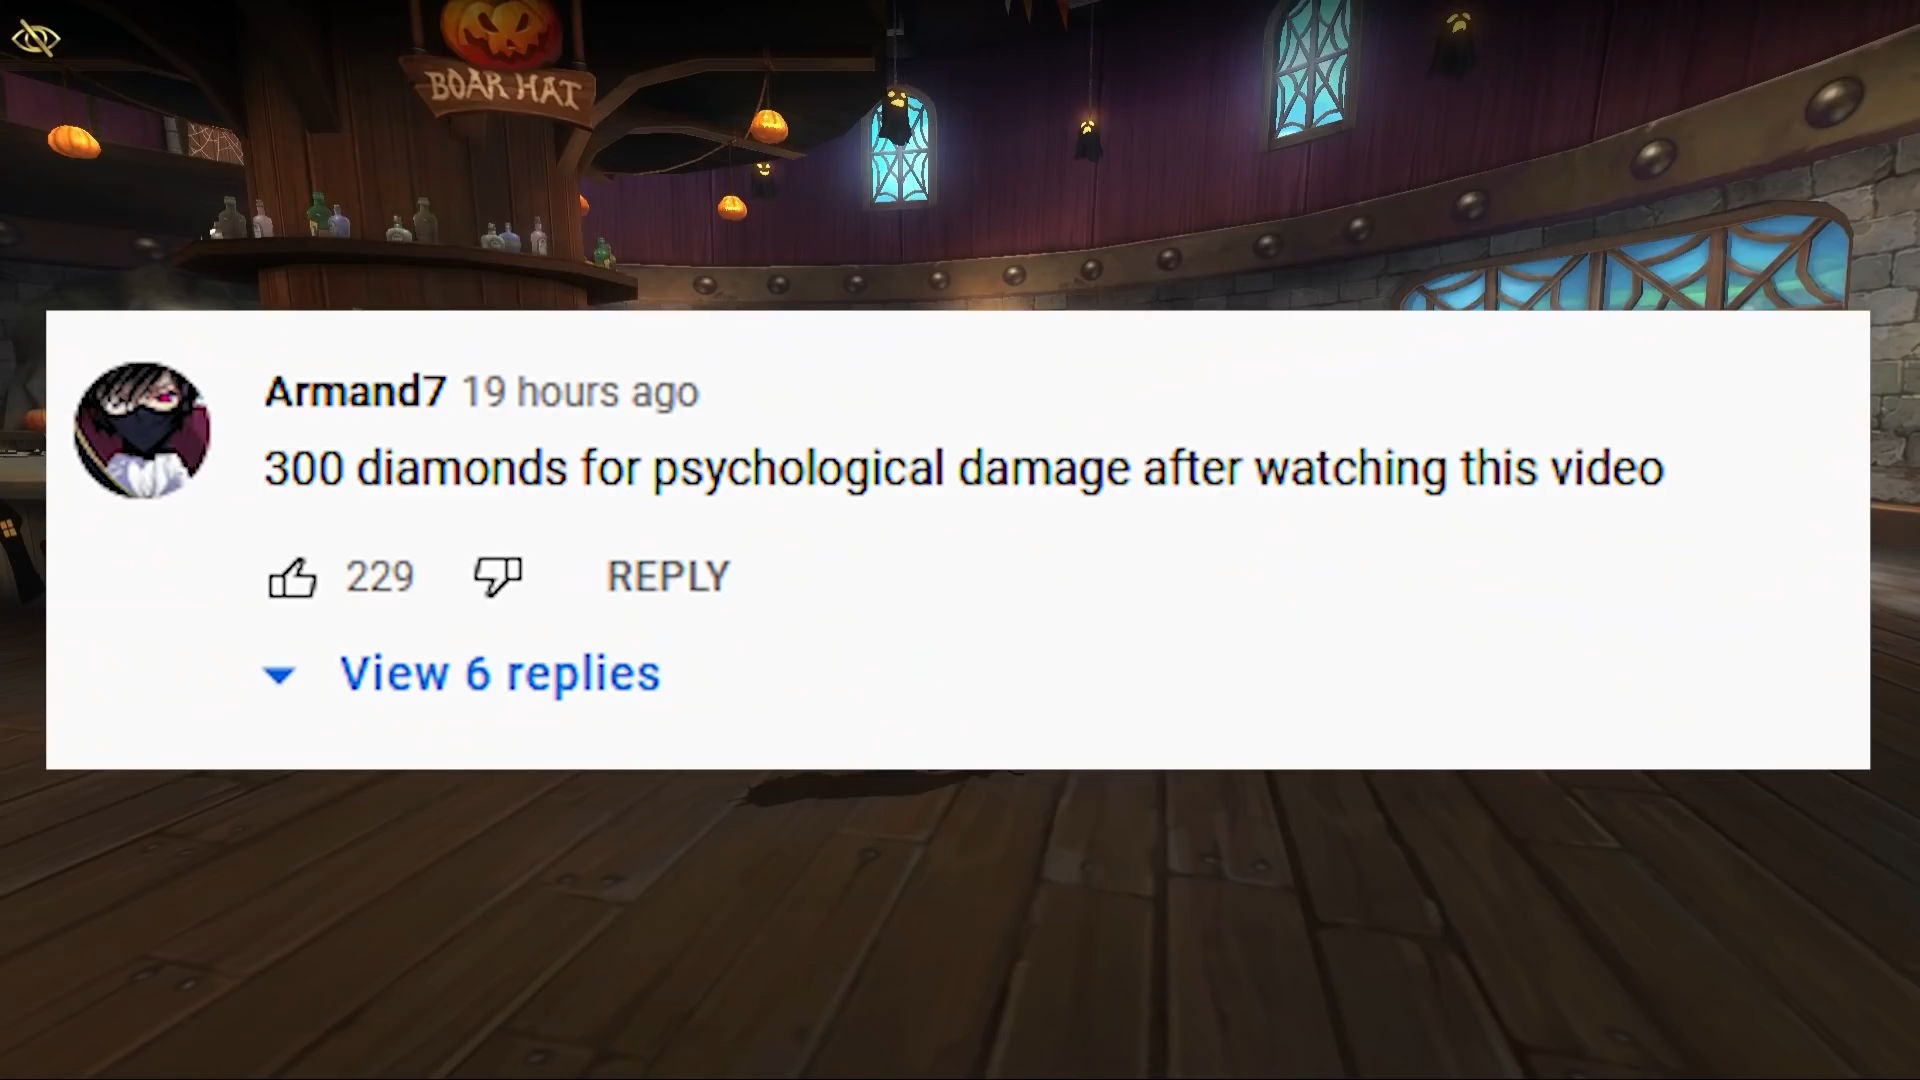 BOAR HAT
Armand7 19 hours ago
300 diamonds for psychological damage after watching this video
229 REPLY
View 6 replies